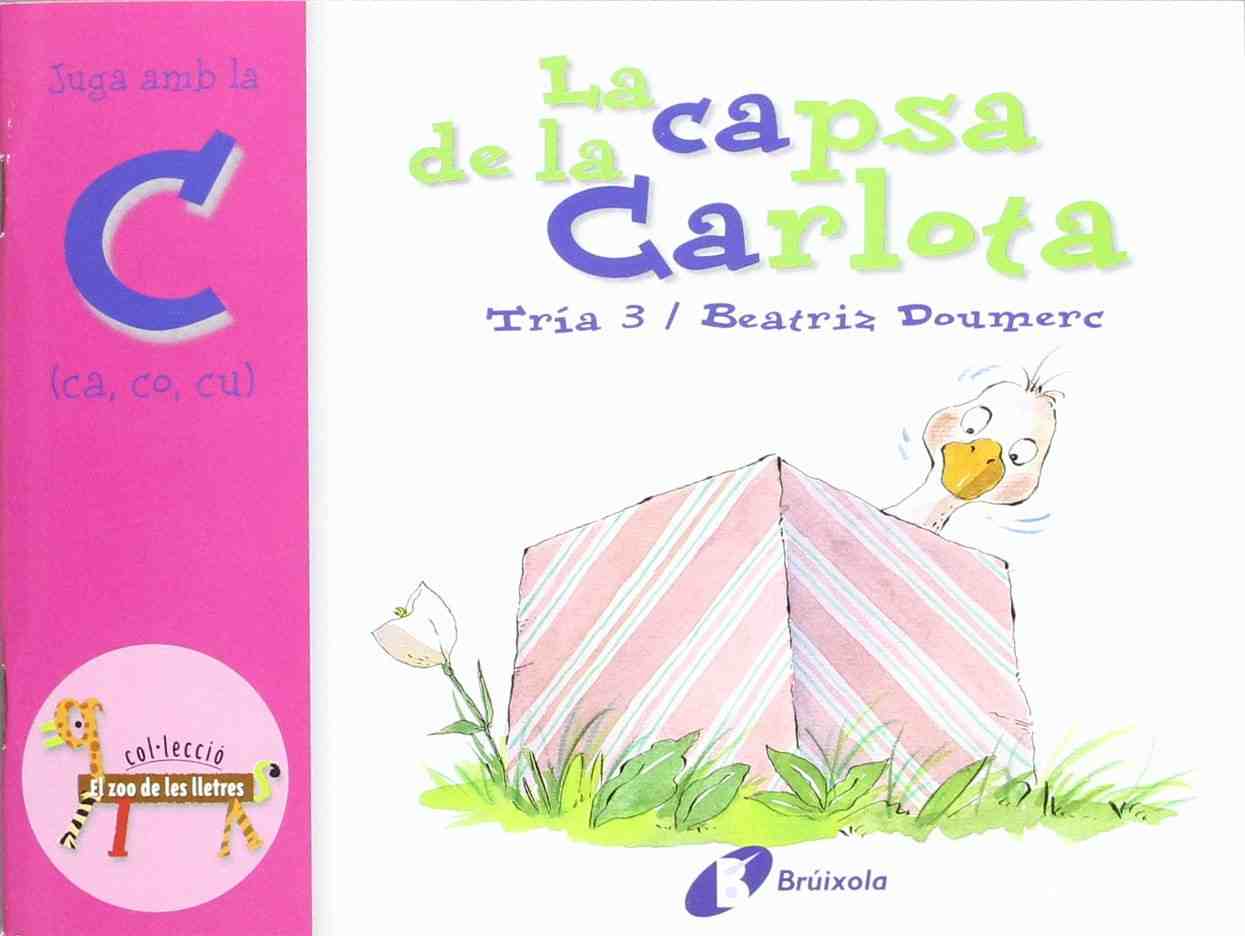 Juga amb la
C
(ca, co, cu)
col·lecció
El zoo de les lletres
La capsa
de la
Carlota
Tría 3 / Beatriz Doumerc
B Brúixola